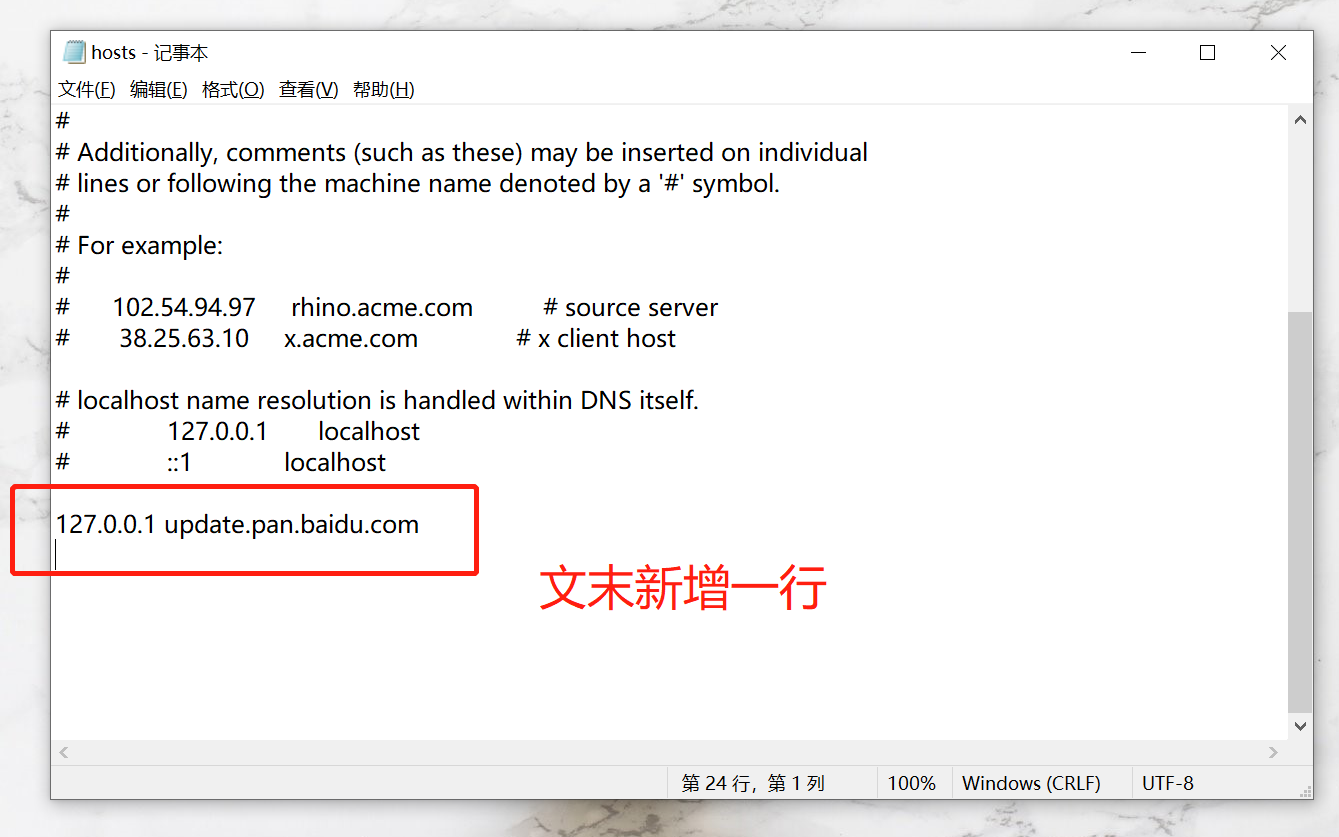 hosts - 记事本
文件(F) 编辑(E) 格式(O) 查看(V) 帮助(H)
#
# Additionally, comments (such as these) may be inserted on individual
# lines or following the machine name denoted by a '#' symbol.
#
# For example:
#
# 102.54.94.97 rhino.acme.com # source server
# 38.25.63.10 x.acme.com # x client host
# localhost name resolution is handled within DNS itself.
# 127.0.0.1 localhost
# ::1 localhost
127.0.0.1 update.pan.baidu.com
文末新增一行
第 24 行，第 1 列 100% Windows (CRLF) UTF-8